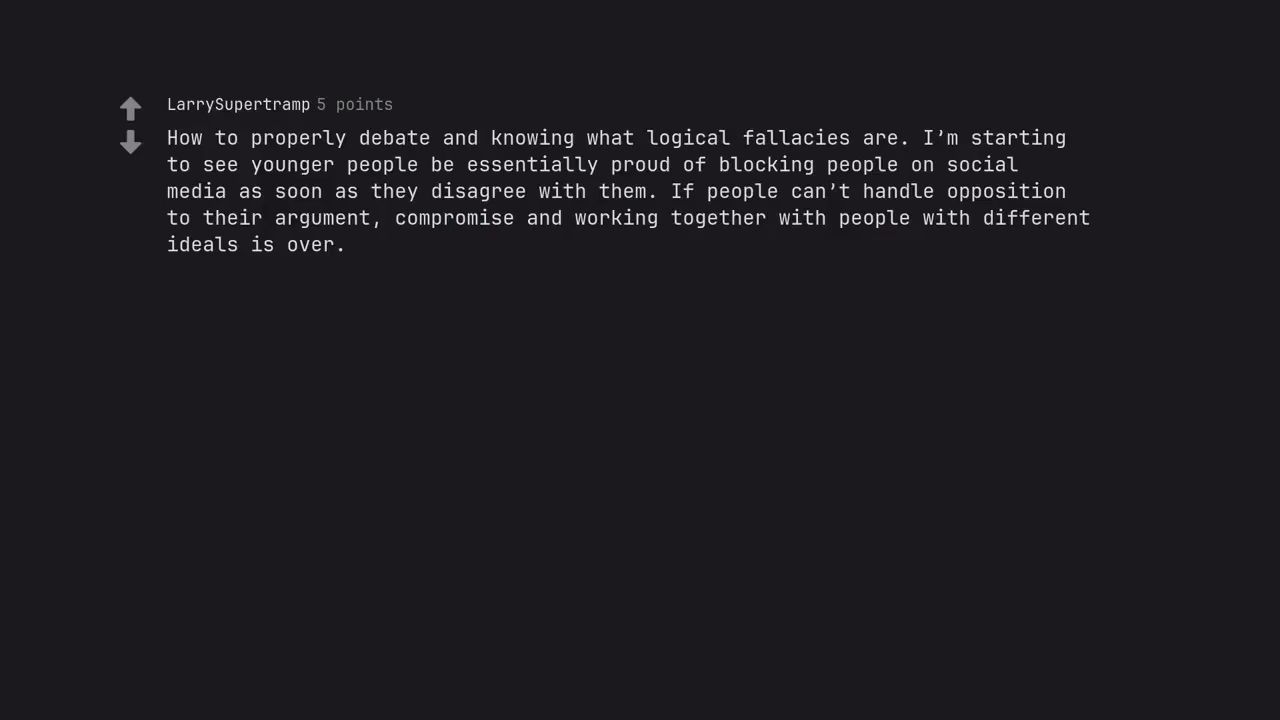 LarrySupertramp 5 points
How to properly debate and knowing what logical fallacies are. I’m starting
to see younger people be essentially proud of blocking people on social
media as soon as they disagree with them. If people can’t handle opposition
to their argument, compromise and working together with people with different
ideals is over.